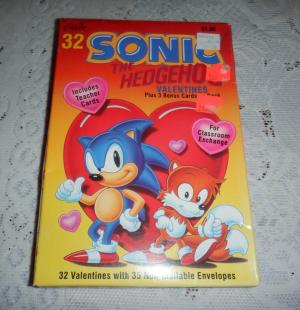 32 SONIC
THE
HEDGEHOG
VALENTINES
Plus 3 Bonus Cards
Includes
Teacher
Cards
For
Classroom
Exchange
32 Valentines with 35 Envelopes